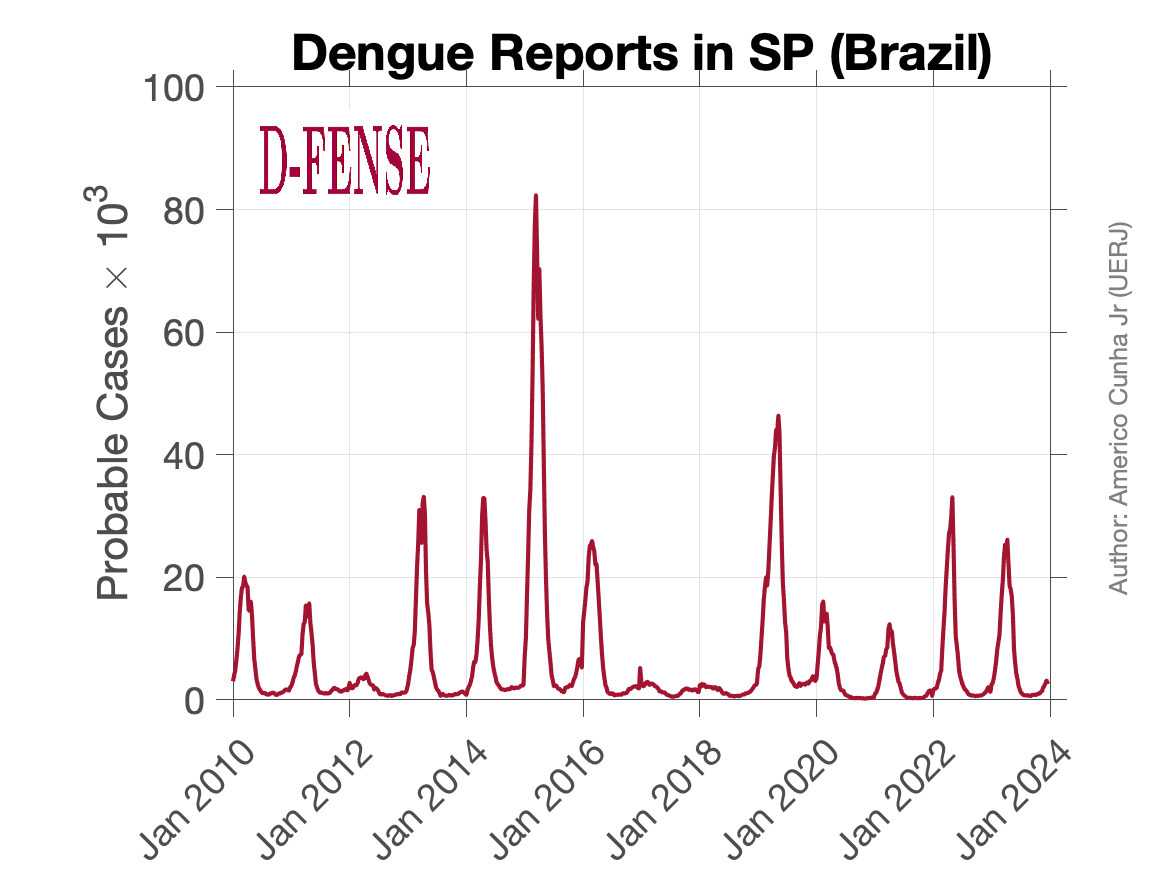 Dengue Reports in SP (Brazil)
D-FENSE
Probable Cases × 10³
100
80
60
40
20
0
Jan 2010
Jan 2012
Jan 2014
Jan 2016
Jan 2018
Jan 2020
Jan 2022
Jan 2024
Author: Americo Cunha Jr (UERJ)